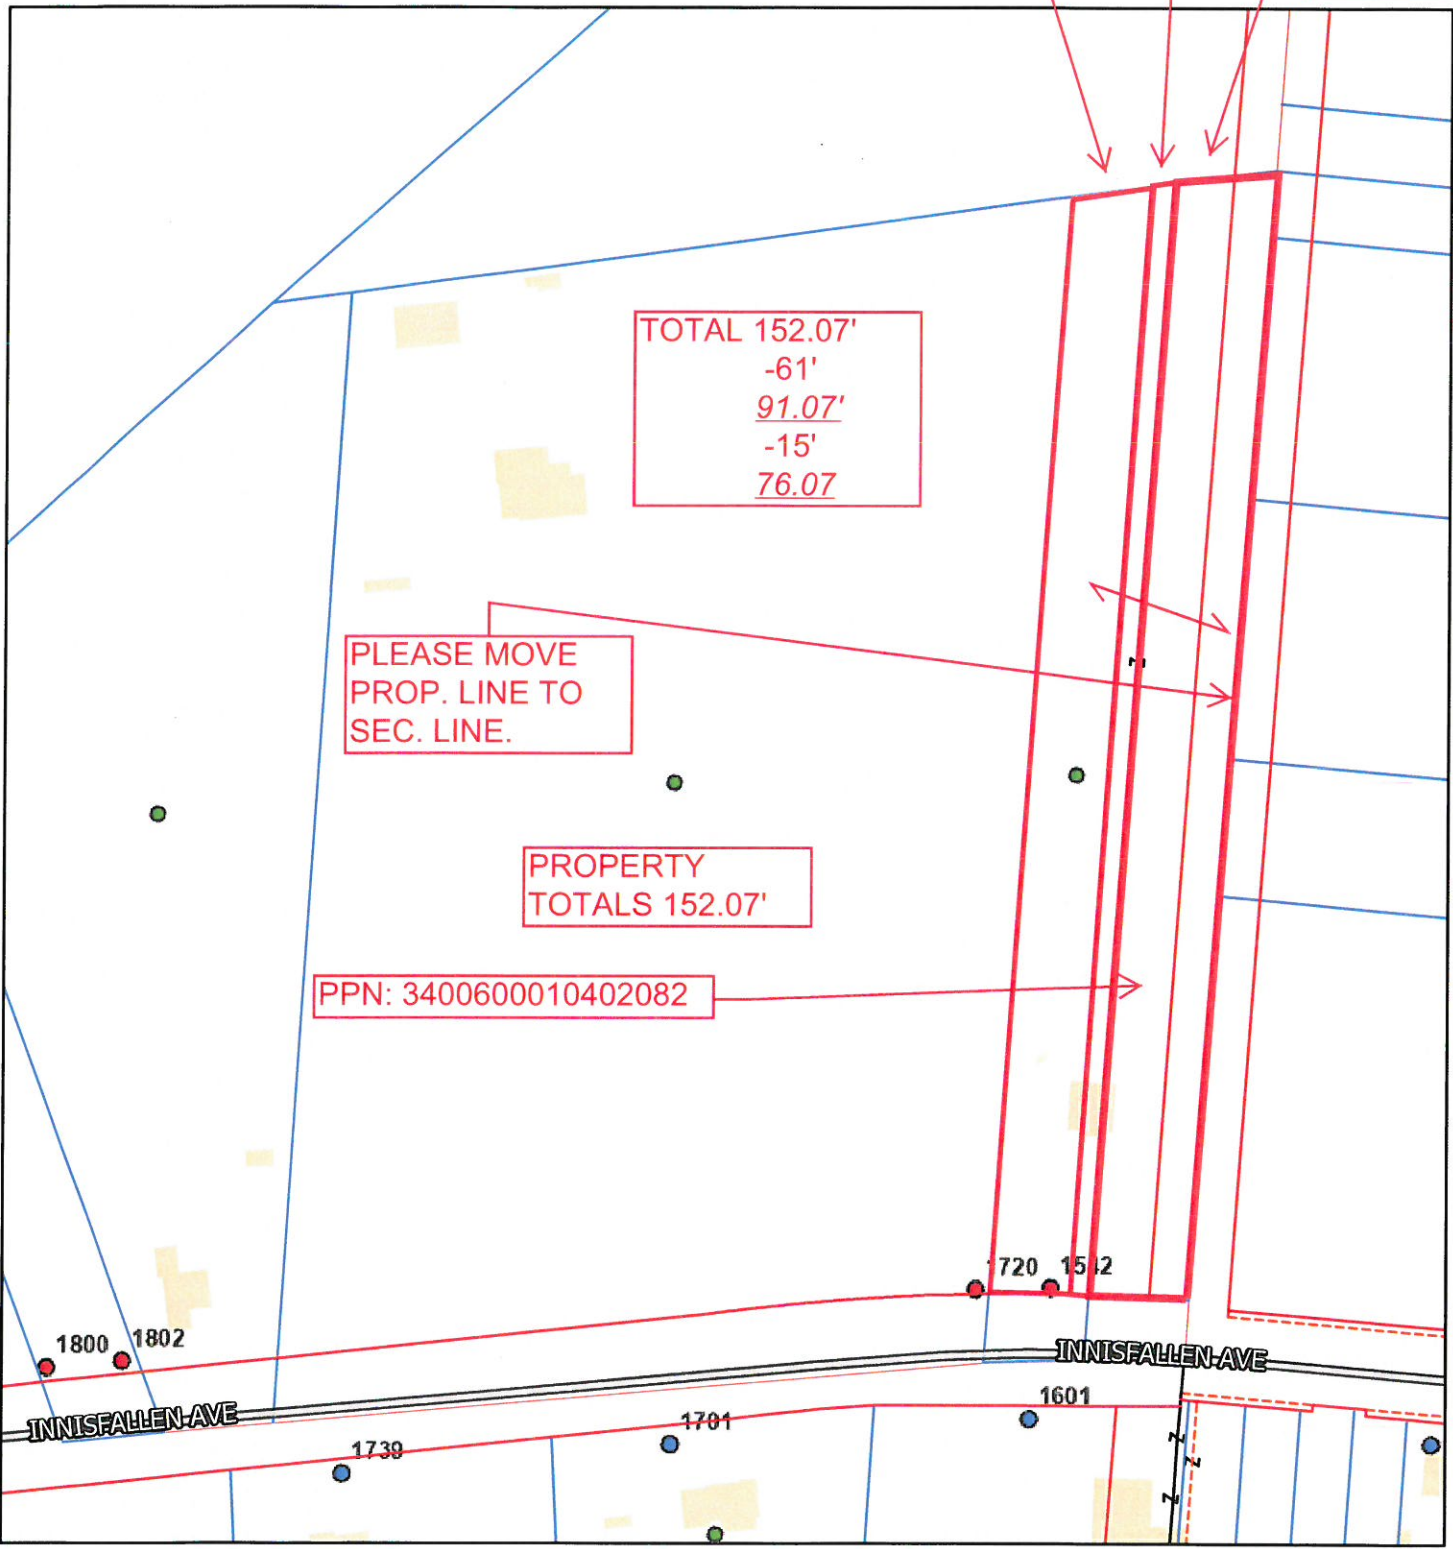 TOTAL 152.07'
-61'
91.07'
-15'
76.07
PLEASE MOVE
PROP. LINE TO
SEC. LINE.
Z
PROPERTY
TOTALS 152.07'
PPN: 3400600010402082
1720 1542
1800 1802
INNISFALLEN AVE
INNISFALLEN AVE
1601
1701
1739
Z
Z
Z